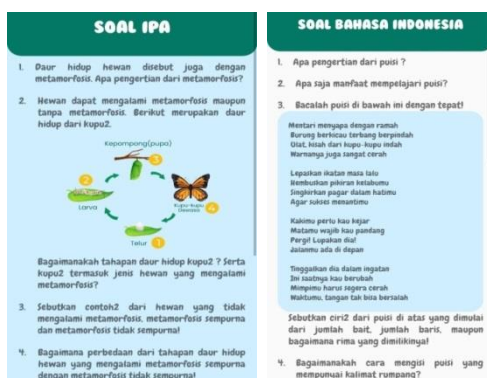 SOAL IPA
1. Daur hidup hewan disebut juga dengan
metamorfosis. Apa pengertian dari metamorfosis?
2. Hewan dapat mengalami metamorfosis maupun
tanpa metamorfosis. Berikut merupakan daur
hidup dari kupu2.
Kepompong(pupa)
3
2
Larva
Kupu-kupu
Dewasa
4
Telur
1
Bagaimanakah tahapan daur hidup kupu2 ? Serta
kupu2 termasuk jenis hewan yang mengalami
metamorfosis?
3. Sebutkan contoh2 dari hewan yang tidak
mengalami metamorfosis, metamorfosis sempurna
dan metamorfosis tidak sempurna!
4. Bagaimana perbedaan dari tahapan daur hidup
hewan yang mengalami metamorfosis sempurna
dengan metamorfosis tidak sempurna!
SOAL BAHASA INDONESIA
1. Apa pengertian dari puisi ?
2. Apa saja manfaat mempelajari puisi?
3. Bacalah puisi di bawah ini dengan tepat!
Mentari menyapa dengan ramah
Burung berkicau terbang berpindah
Ulat, kisah dari kupu-kupu indah
Warnanya juga sangat cerah
Lepaskan ikatan masa lalu
Hembuskan pikiran kelabumu
Singkirkan pagar dalam hatimu
Agar sukses menantimu
Kakimu perlu kau kejar
Matamu wajib kau pandang
Pergi! Lupakan dia!
Jalanmu ada di depan
Tinggalkan dia dalam ingatan
Ini saatnya kau berubah
Mimpimu harus segera cerah
Waktumu, tangan tak bisa bersalah
Sebutkan ciri2 dari puisi di atas yang dimulai
dari jumlah bait, jumlah baris, maupun
bagaimana rima yang dimilikinya!
4. Bagaimanakah cara mengisi puisi yang
mempunyai kalimat rumpang?